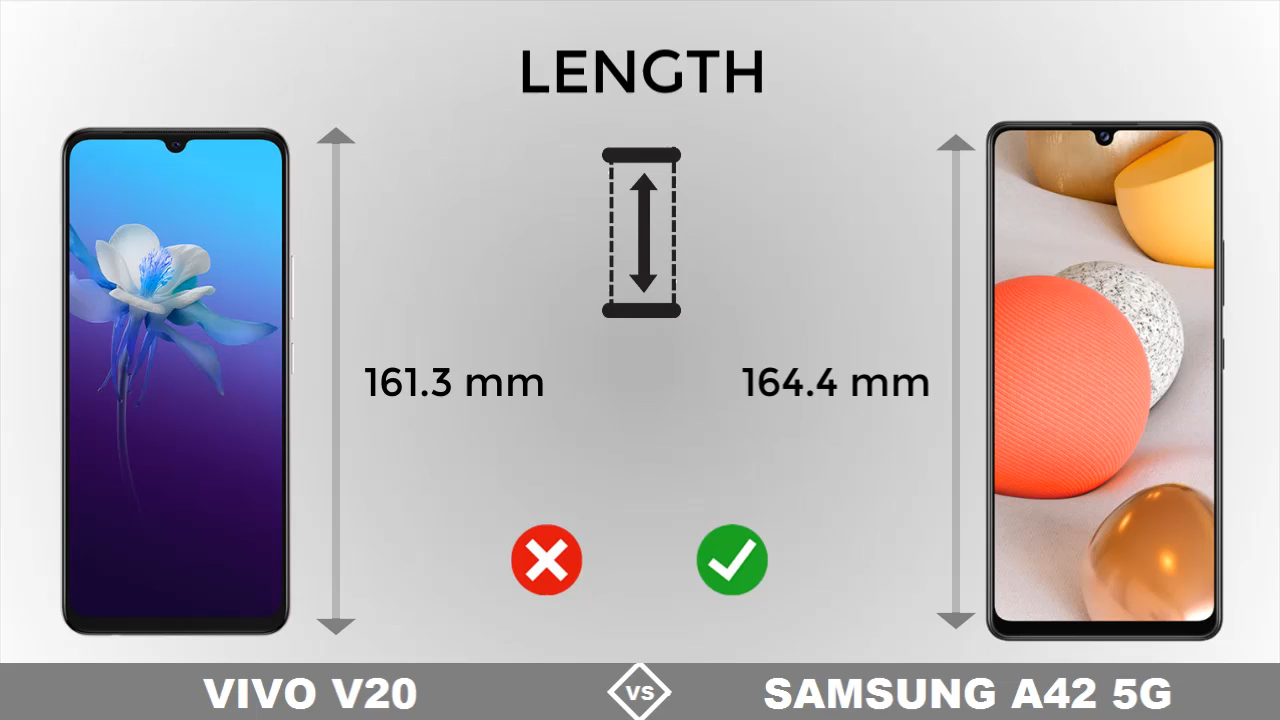 LENGTH
161.3 mm
164.4 mm
VIVO V20
VS
SAMSUNG A42 5G